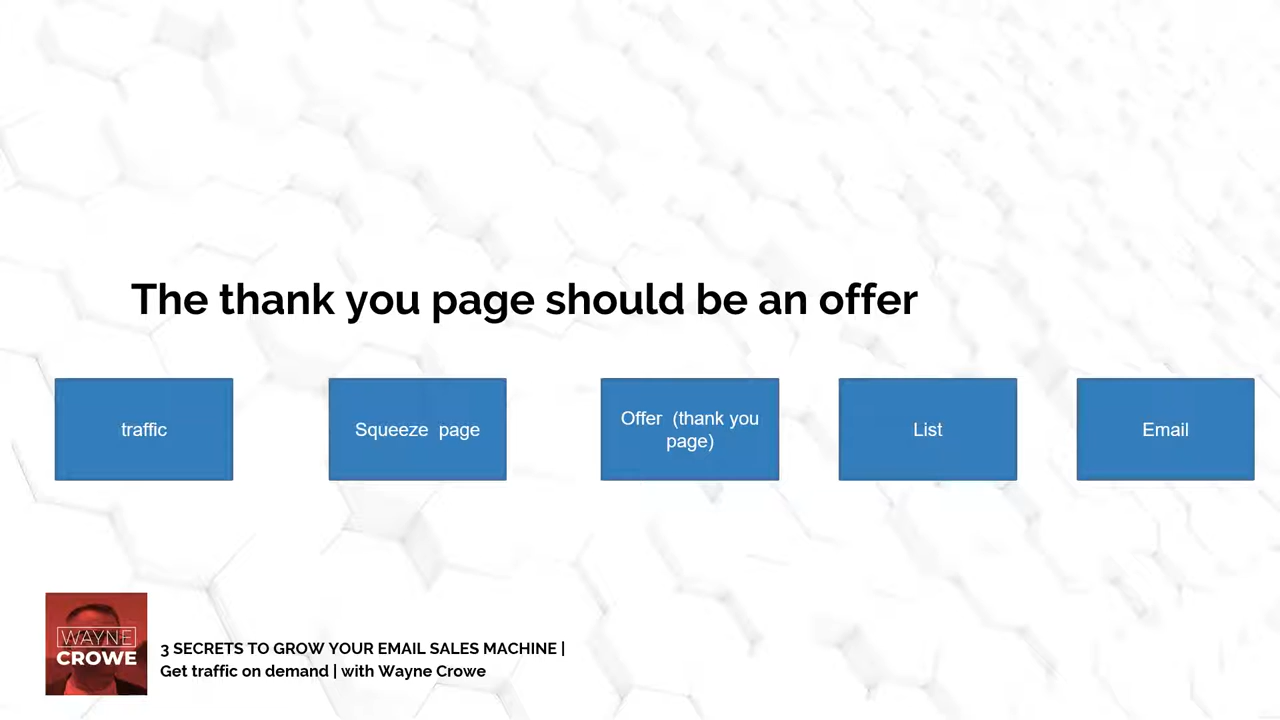 The thank you page should be an offer
traffic
Squeeze page
Offer (thank you
page)
List
Email
WAYNE
CROWE
3 SECRETS TO GROW YOUR EMAIL SALES MACHINE |
Get traffic on demand | with Wayne Crowe